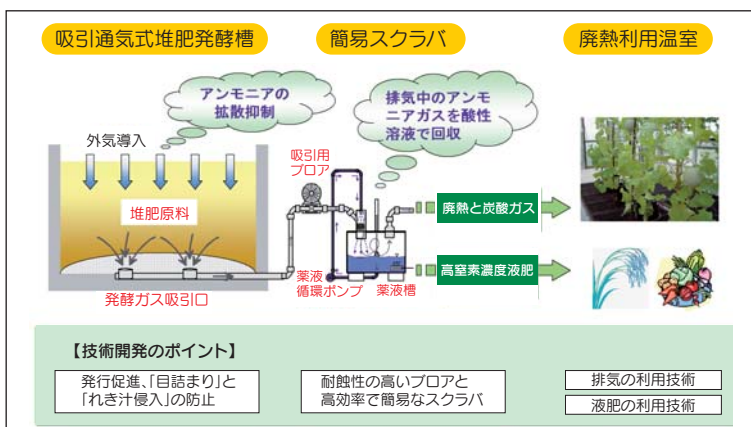 吸引通気式堆肥発酵槽
簡易スクラバ
廃熱利用温室
アンモニアの
拡散抑制
排気中のアンモ
ニアガスを酸性
溶液で回収
外気導入
吸引用
ブロア
堆肥原料
廃熱と炭酸ガス
高窒素濃度液肥
発酵ガス吸引口
薬液
循環ポンプ
薬液槽
【技術開発のポイント】
発行促進、「目詰まり」と
「れき汁侵入」の防止
耐蝕性の高いブロアと
高効率で簡易なスクラバ
排気の利用技術
液肥の利用技術